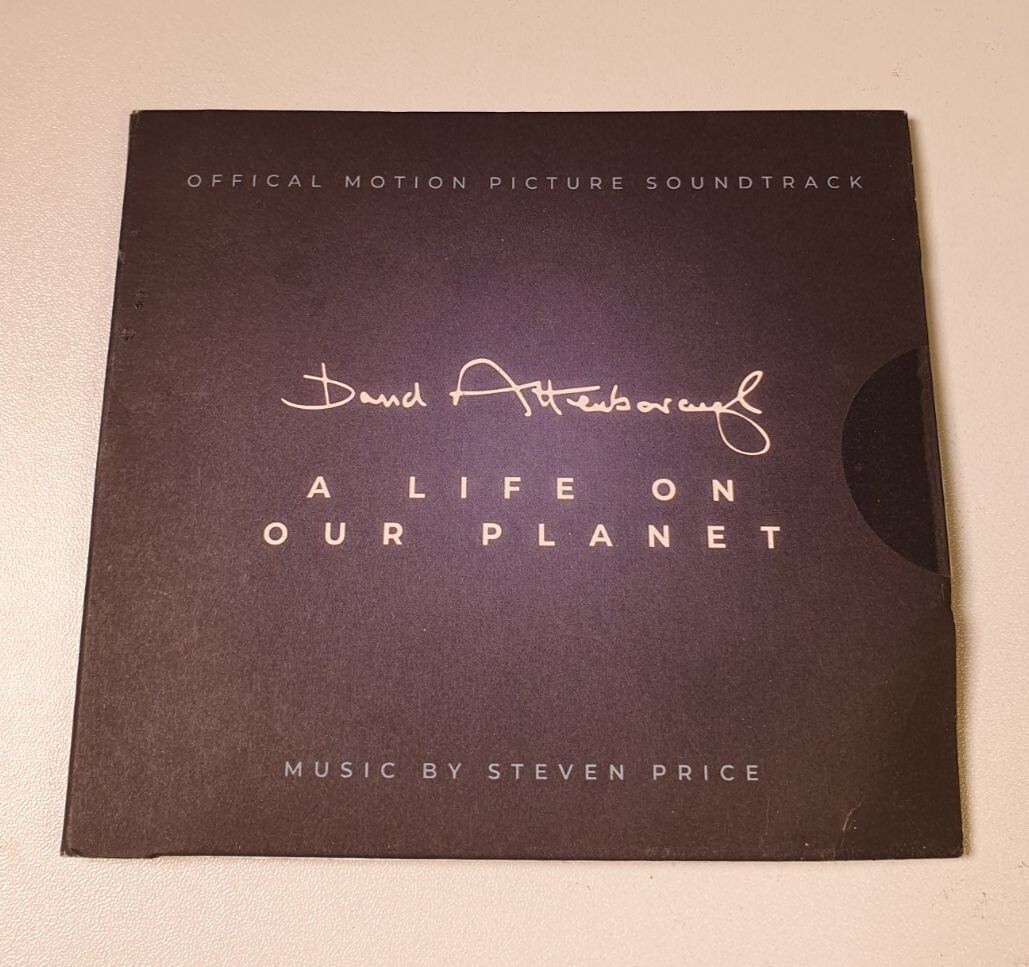 OFFICAL MOTION PICTURE SOUNDTRACK
David Attenborough
A LIFE ON
OUR PLANET
MUSIC BY STEVEN PRICE